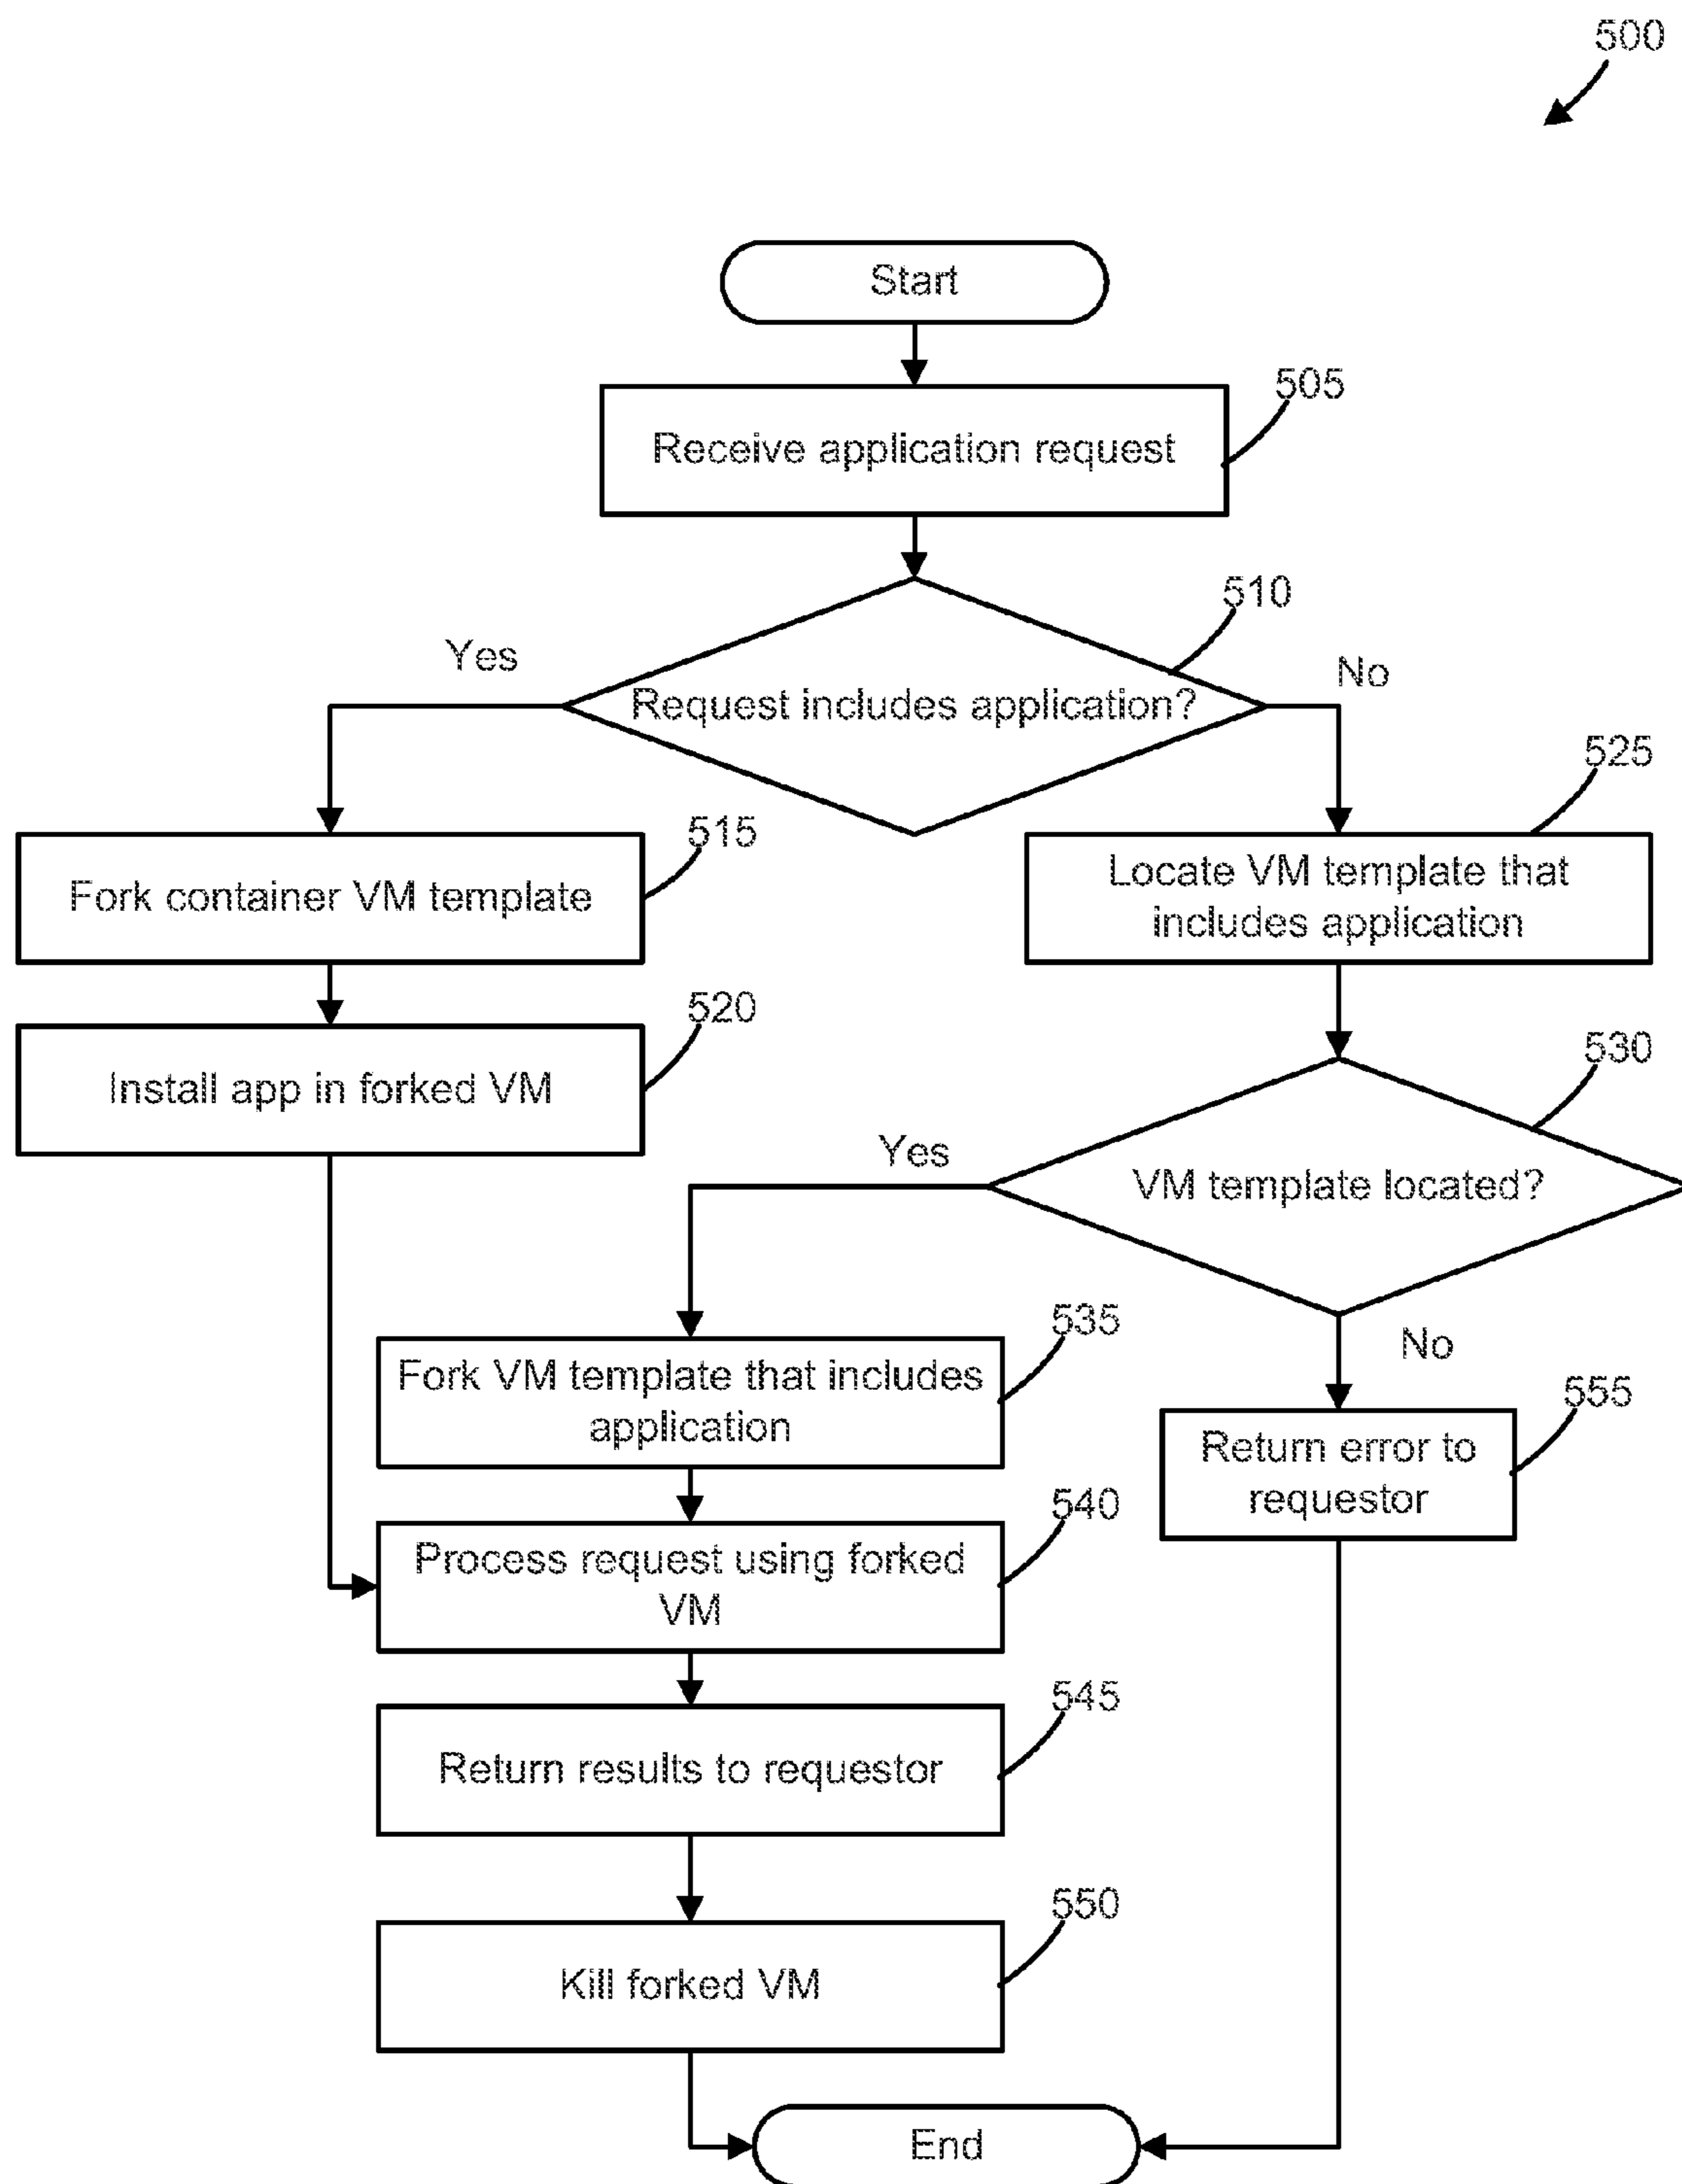 500
Start
505
Receive application request
510
Yes
No
Request includes application?
525
515
Fork container VM template
Locate VM template that
includes application
520
Install app in forked VM
530
Yes
VM template located?
535
No
Fork VM template that includes
application
555
Return error to
requestor
540
Process request using forked
VM
545
Return results to requestor
550
Kill forked VM
End